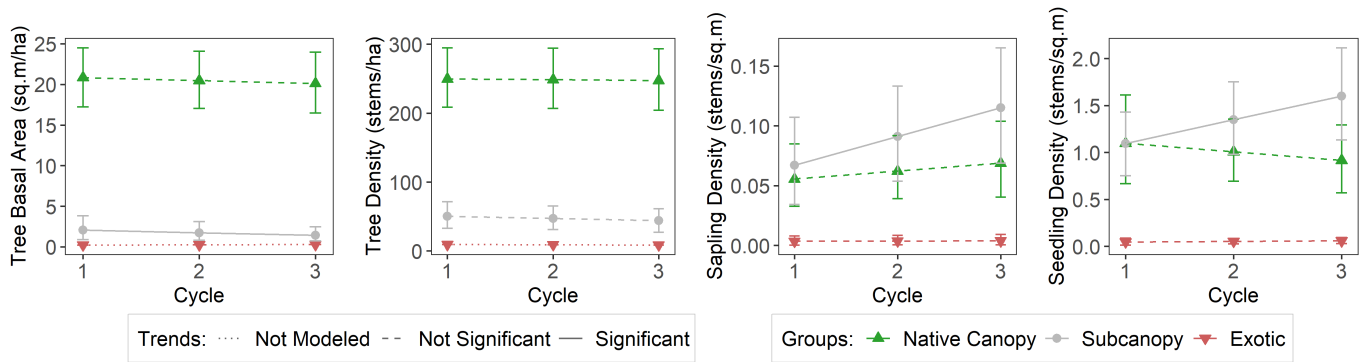 Tree Basal Area (sq.m/ha)
25
20
15
10
5
0
1 2 3
Cycle
Tree Density (stems/ha)
300
200
100
50
0
1 2 3
Cycle
Sapling Density (stems/sq.m)
0.15
0.10
0.05
0.00
1 2 3
Cycle
Seedling Density (stems/sq.m)
2.0
1.5
1.0
0.5
0.0
1 2 3
Cycle
Trends: Not Modeled Not Significant Significant
Groups: Native Canopy Subcanopy Exotic